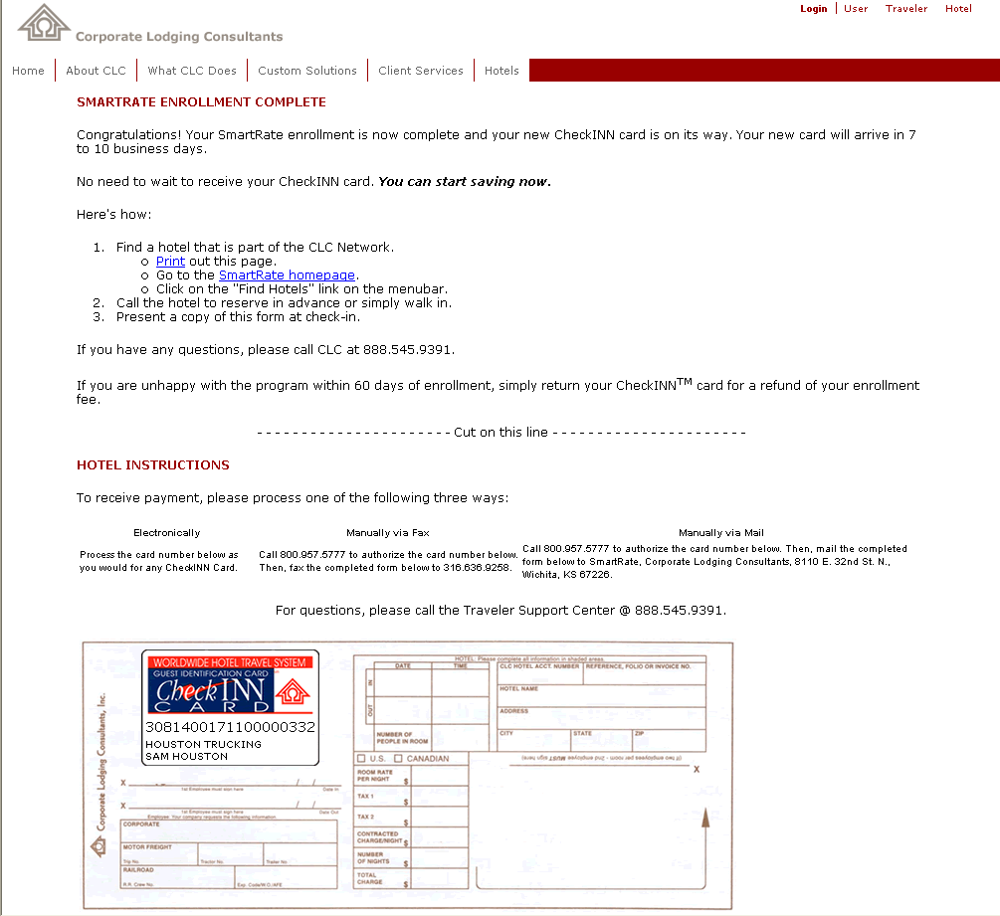 Login | User Traveler Hotel
Corporate Lodging Consultants
Home About CLC What CLC Does Custom Solutions Client Services Hotels
SMARTRATE ENROLLMENT COMPLETE
Congratulations! Your SmartRate enrollment is now complete and your new CheckINN card is on its way. Your new card will arrive in 7
to 10 business days.
No need to wait to receive your CheckINN card. You can start saving now.
Here's how:
1. Find a hotel that is part of the CLC Network.
o Print out this page.
o Go to the SmartRate homepage.
o Click on the "Find Hotels" link on the menubar.
2. Call the hotel to reserve in advance or simply walk in.
3. Present a copy of this form at check-in.
If you have any questions, please call CLC at 888.545.9391.
If you are unhappy with the program within 60 days of enrollment, simply return your CheckINN™ card for a refund of your enrollment
fee.
- - - - - - - - - - - - - - - - - - - - - - Cut on this line - - - - - - - - - - - - - - - - - - - - - -
HOTEL INSTRUCTIONS
To receive payment, please process one of the following three ways:
Electronically
Process the card number below as
you would for any CheckINN Card.
Manually via Fax
Call 800.957.5777 to authorize the card number below.
Then, fax the completed form below to 316.636.9258.
Manually via Mail
Call 800.957.5777 to authorize the card number below. Then, mail the completed
form below to SmartRate, Corporate Lodging Consultants, 8110 E. 32nd St. N.,
Wichita, KS 67226.
For questions, please call the Traveler Support Center @ 888.545.9391.
Corporate Lodging Consultants, Inc.
WORLDWIDE HOTEL TRAVEL SYSTEM
GUEST IDENTIFICATION CARD
CheckINN
CARD
3081400171100000332
HOUSTON TRUCKING
SAM HOUSTON
X / /
1st Employee must sign here Date In
X / /
1st Employee must sign here Date Out
Employee: Your company requests the following information.
CORPORATE
MOTOR FREIGHT
Trip No. Tractor No. Trailer No.
RAILROAD
R.R. Crew No. Exp. Code/W.O./AFE
HOTEL: Please complete all information in shaded areas.
DATE TIME
IN
OUT
NUMBER OF
PEOPLE IN ROOM
CLC HOTEL ACCT. NUMBER REFERENCE, FOLIO OR INVOICE NO.
HOTEL NAME
ADDRESS
CITY STATE ZIP
U.S. CANADIAN
ROOM RATE
PER NIGHT $
TAX 1 $
TAX 2 $
CONTRACTED
CHARGE/NIGHT $
NUMBER
OF NIGHTS $
TOTAL
CHARGE $
(If two employees per room - 2nd employee MUST sign here)
X